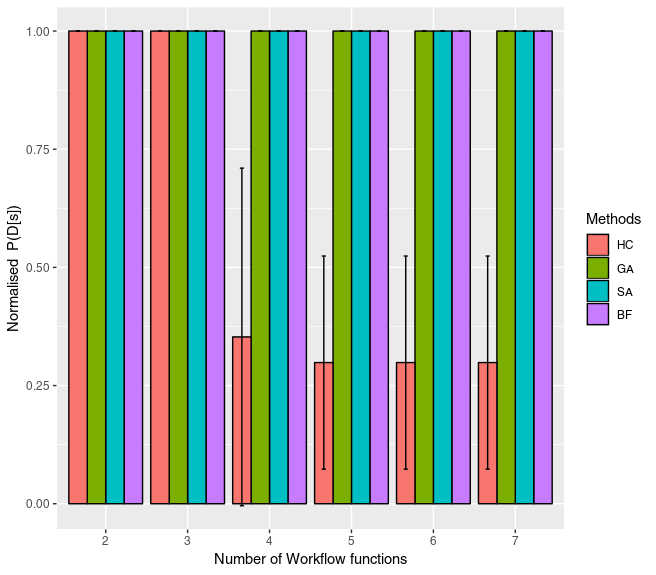 1.00
0.75
0.50
0.25
0.00
Normalised  P(D[s])
2 3 4 5 6 7
Number of Workflow functions
Methods
HC
GA
SA
BF